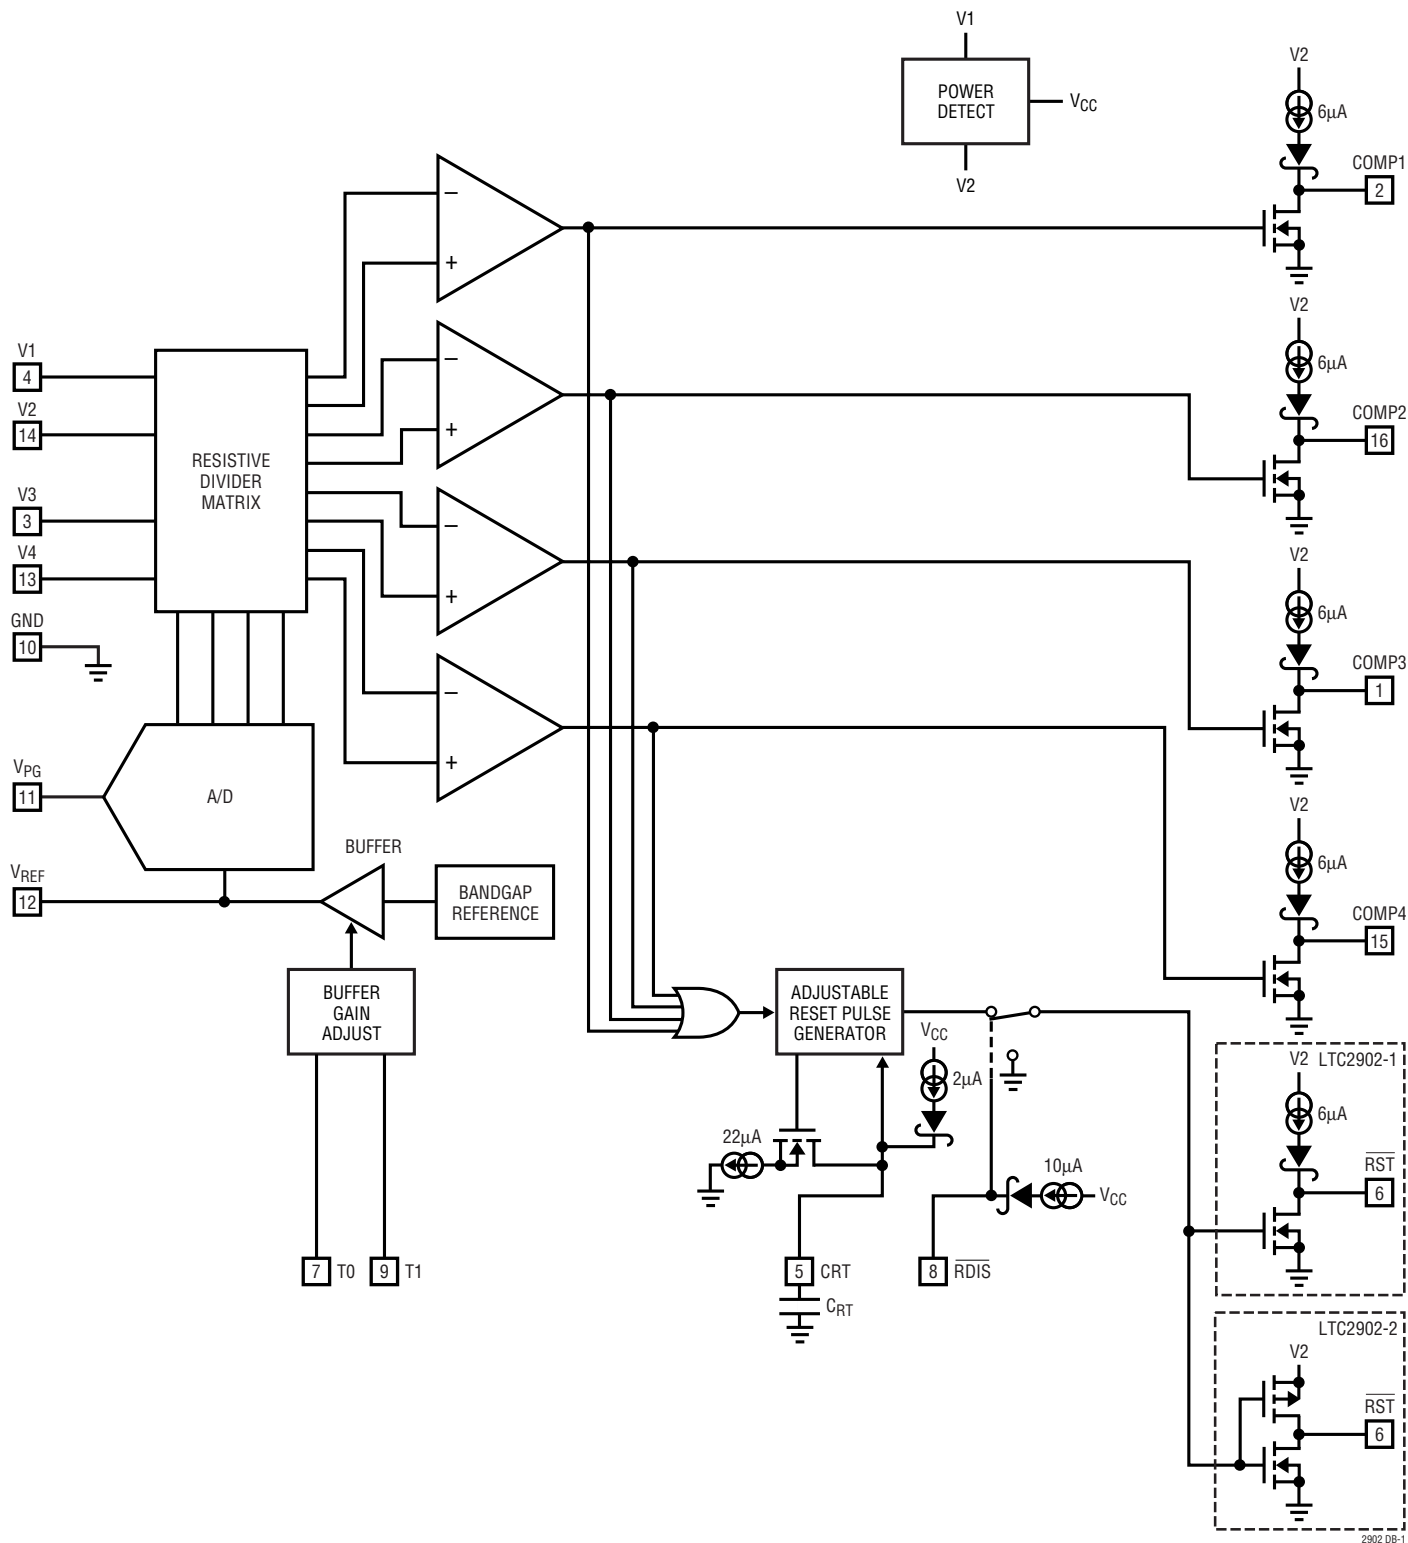 V1
POWER
DETECT
VCC
V2
V2
6µA
COMP1
2
–
+
V2
6µA
COMP2
16
–
+
V1
4
V2
14
V3
3
V4
13
GND
10
RESISTIVE
DIVIDER
MATRIX
–
+
V2
6µA
COMP3
1
–
+
VPG
11
A/D
V2
6µA
COMP4
15
BUFFER
VREF
12
BANDGAP
REFERENCE
BUFFER
GAIN
ADJUST
ADJUSTABLE
RESET PULSE
GENERATOR
VCC
2µA
22µA
10µA
VCC
7 T0
9 T1
5 CRT
CRT
8 RDIS
V2 LTC2902-1
6µA
RST
6
LTC2902-2
V2
RST
6
2902 DB-1